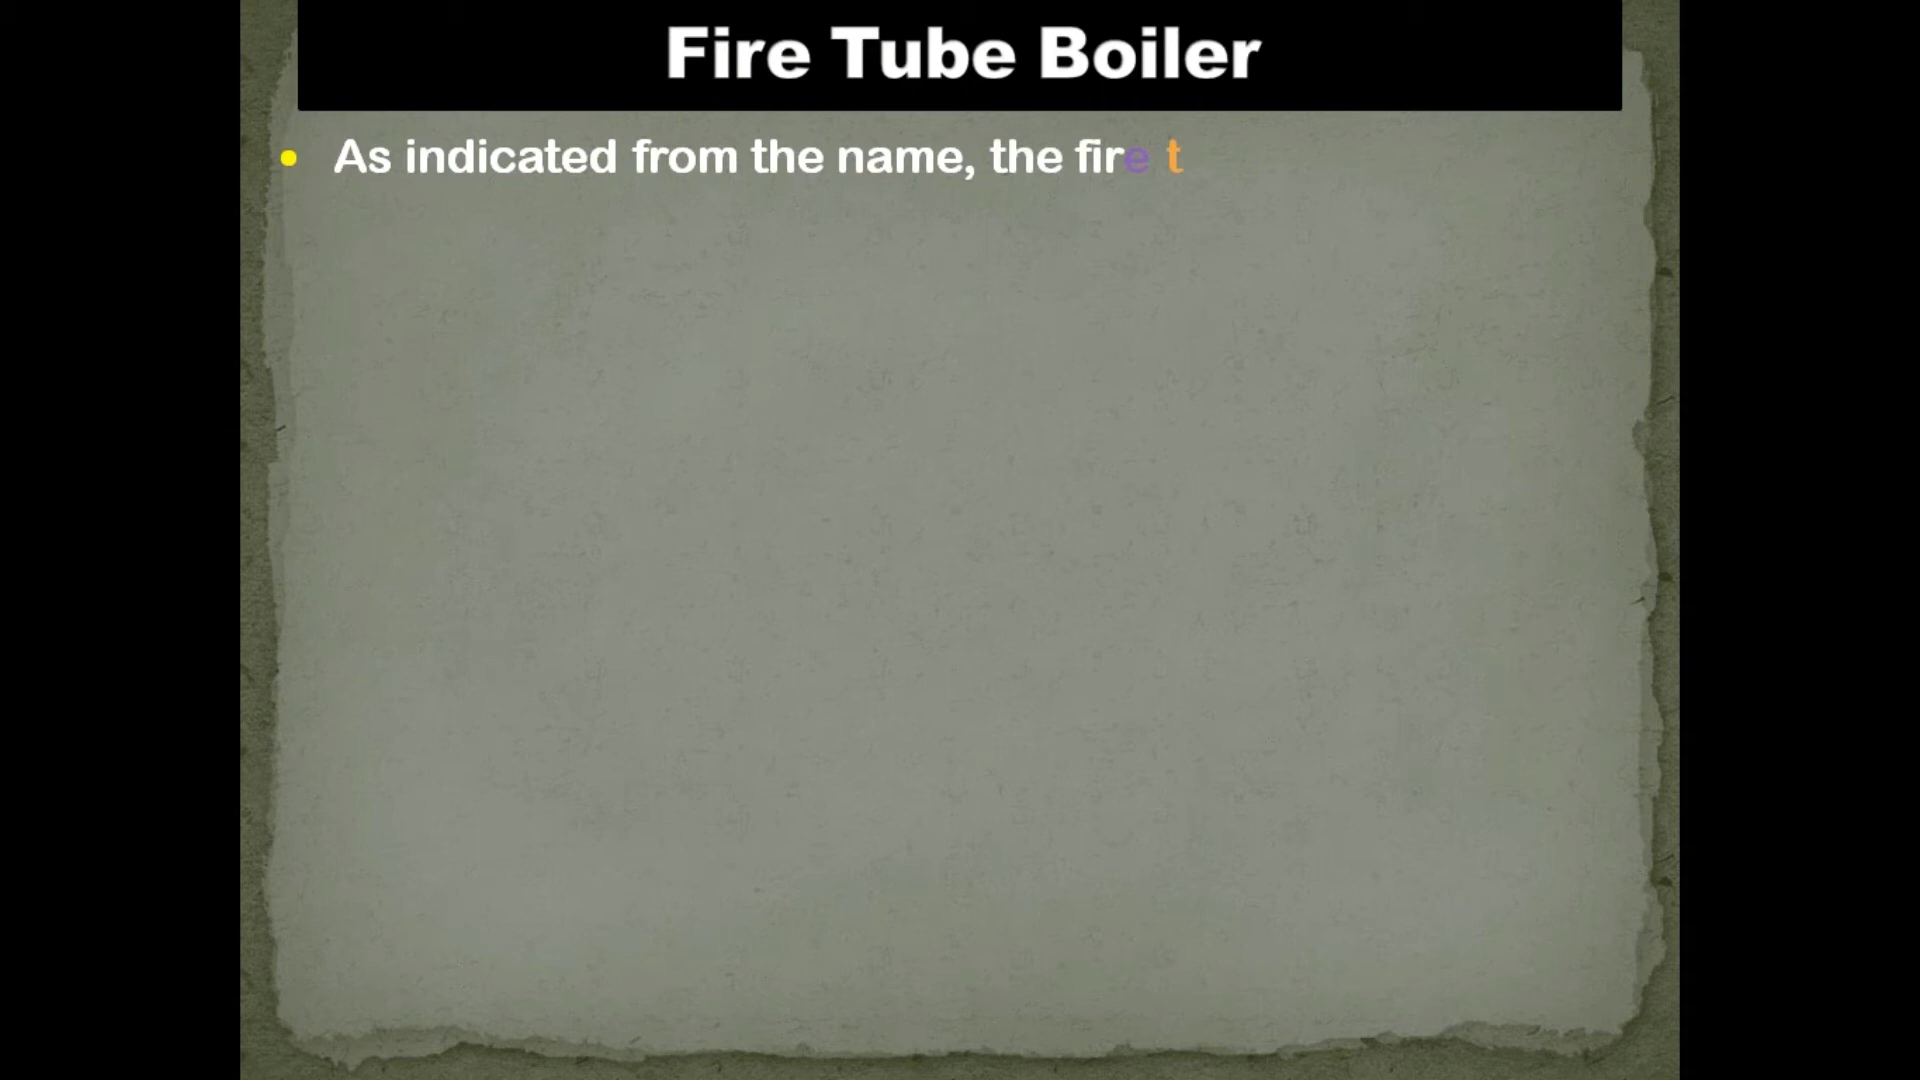 Fire Tube Boiler
• As indicated from the name, the fire t